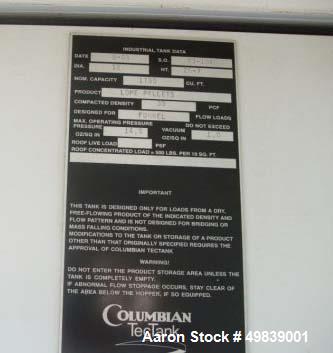 INDUSTRIAL TANK DATA
DATE S.O.
DIA. 12 HT.
NOM. CAPACITY CU. FT.
PRODUCT LDPE PELLETS
COMPACTED DENSITY 35 PCF
DESIGNED FOR FUNNEL FLOW LOADS
MAX. OPERATING PRESSURE DO NOT EXCEED
PRESSURE VACUUM
OZ/SQ IN OZ/SQ IN
ROOF LIVE LOAD PSF
ROOF CONCENTRATED LOAD = 500 LBS. PER 10 SQ. FT.
IMPORTANT
THIS TANK IS DESIGNED ONLY FOR LOADS FROM A DRY,
FREE-FLOWING PRODUCT OF THE INDICATED DENSITY AND
FLOW PATTERN AND IS NOT DESIGNED FOR BRIDGING OR
MASS FALLING CONDITIONS.
MODIFICATIONS TO THE TANK OR STORAGE OF A PRODUCT
OTHER THAN THAT ORIGINALLY SPECIFIED REQUIRES THE
APPROVAL OF COLUMBIAN TECTANK
WARNING!
DO NOT ENTER THE PRODUCT STORAGE AREA UNLESS THE
TANK IS COMPLETELY EMPTY.
IF ABNORMAL FLOW STOPPAGE OCCURS, STAY CLEAR OF
THE AREA BELOW THE HOPPER, IF SO EQUIPPED.
COLUMBIAN
TecTank
Aaron Stock # 49839001